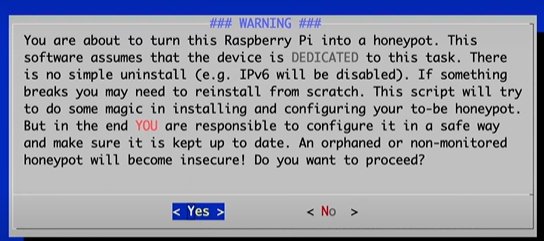 ### WARNING ###
You are about to turn this Raspberry Pi into a honeypot. This
software assumes that the device is DEDICATED to this task. There
is no simple uninstall (e.g. IPv6 will be disabled). If something
breaks you may need to reinstall from scratch. This script will try
to do some magic in installing and configuring your to-be honeypot.
But in the end YOU are responsible to configure it in a safe way
and make sure it is kept up to date. An orphaned or non-monitored
honeypot will become insecure! Do you want to proceed?
< Yes > < No >